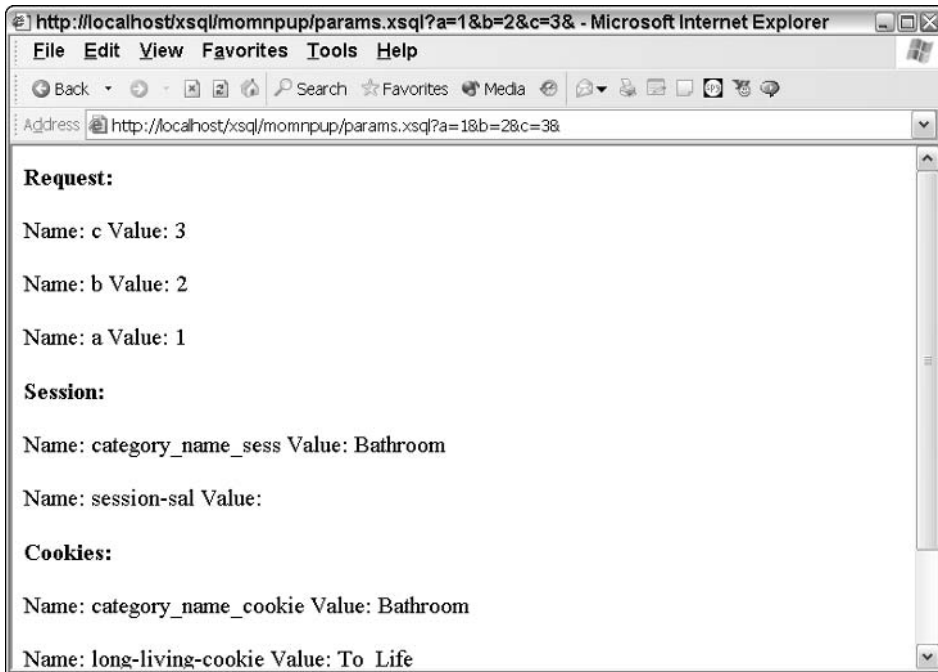 http://localhost/xsql/momnpup/params.xsql?a=1&b=2&c=3& - Microsoft Internet Explorer
File Edit View Favorites Tools Help
Back Search Favorites Media
Address http://localhost/xsql/momnpup/params.xsql?a=1&b=2&c=3&
Request:
Name: c Value: 3
Name: b Value: 2
Name: a Value: 1
Session:
Name: category_name_sess Value: Bathroom
Name: session-sal Value:
Cookies:
Name: category_name_cookie Value: Bathroom
Name: long-living-cookie Value: To_Life